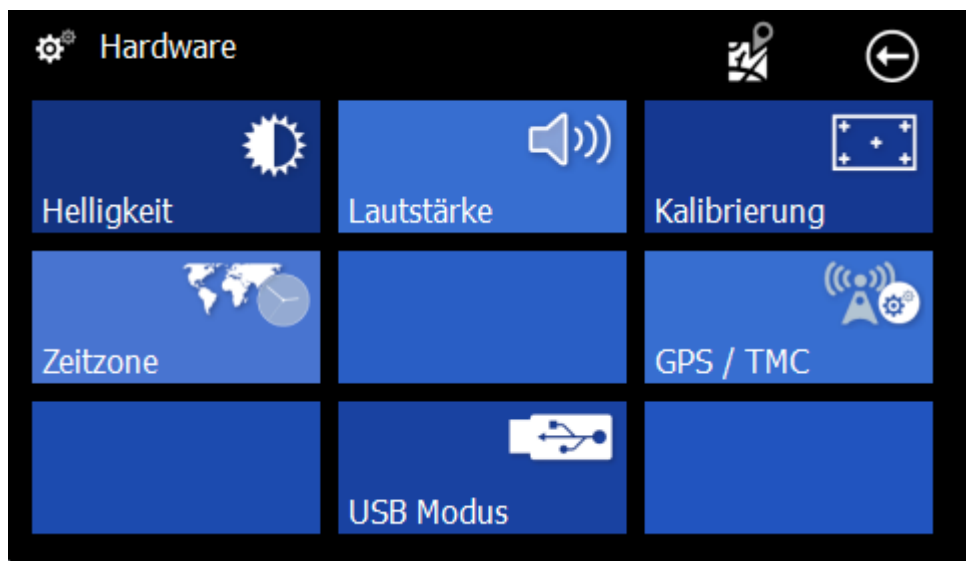 Hardware
Helligkeit
Lautstärke
Kalibrierung
Zeitzone
GPS / TMC
USB Modus